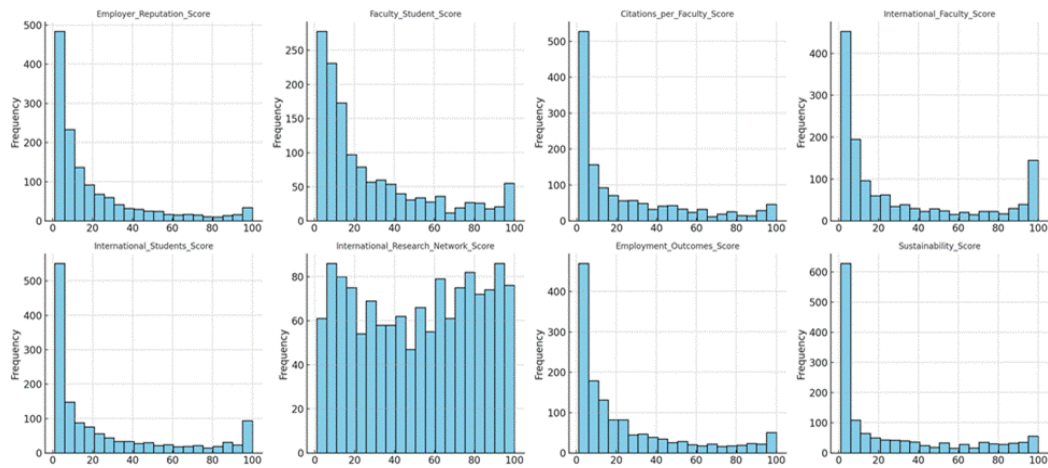 Employer_Reputation_Score
Faculty_Student_Score
Citations_per_Faculty_Score
International_Faculty_Score
500
400
300
200
100
0
Frequency
0 20 40 60 80 100
250
200
150
100
50
0
Frequency
0 20 40 60 80 100
500
400
300
200
100
0
Frequency
0 20 40 60 80 100
400
300
200
100
0
Frequency
0 20 40 60 80 100
International_Students_Score
International_Research_Network_Score
Employment_Outcomes_Score
Sustainability_Score
500
400
300
200
100
0
Frequency
0 20 40 60 80 100
80
60
40
20
0
Frequency
0 20 40 60 80 100
400
300
200
100
0
Frequency
0 20 40 60 80 100
600
500
400
300
200
100
0
Frequency
0 20 40 60 80 100